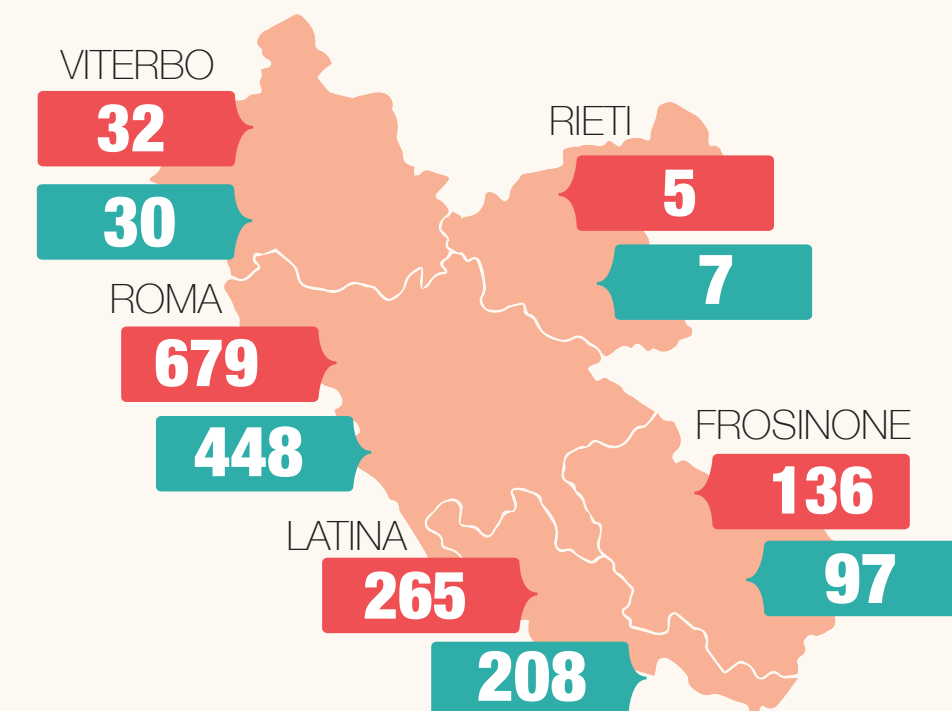 VITERBO
32
30
RIETI
5
7
ROMA
679
448
FROSINONE
136
97
LATINA
265
208